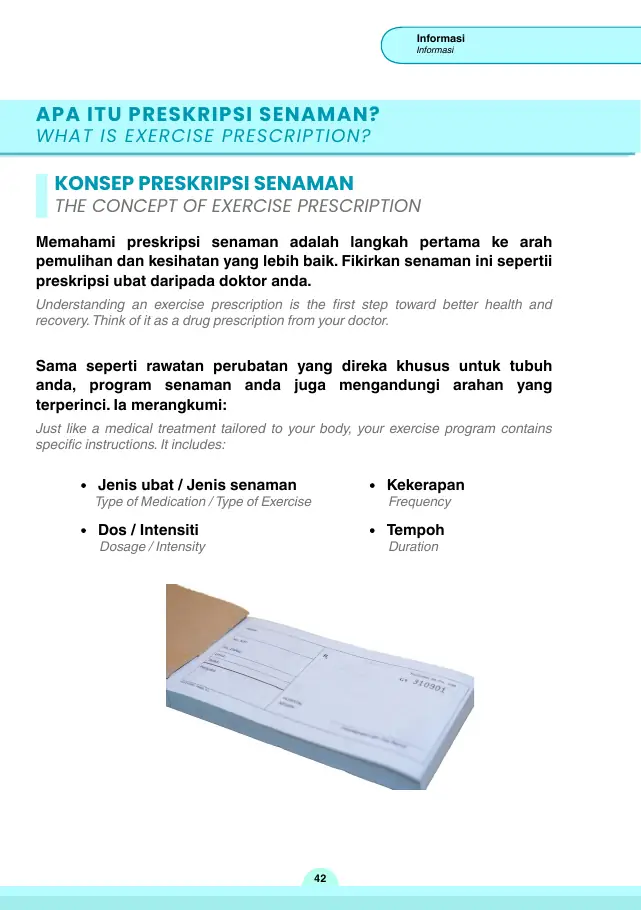 Informasi
Informasi
APA ITU PRESKRIPSI SENAMAN?
WHAT IS EXERCISE PRESCRIPTION?
KONSEP PRESKRIPSI SENAMAN
THE CONCEPT OF EXERCISE PRESCRIPTION
Memahami preskripsi senaman adalah langkah pertama ke arah
pemulihan dan kesihatan yang lebih baik. Fikirkan senaman ini sepertii
preskripsi ubat daripada doktor anda.
Understanding an exercise prescription is the first step toward better health and
recovery. Think of it as a drug prescription from your doctor.
Sama seperti rawatan perubatan yang direka khusus untuk tubuh
anda, program senaman anda juga mengandungi arahan yang
terperinci. Ia merangkumi:
Just like a medical treatment tailored to your body, your exercise program contains
specific instructions. It includes:
• Jenis ubat / Jenis senaman
Type of Medication / Type of Exercise
• Dos / Intensiti
Dosage / Intensity
• Kekerapan
Frequency
• Tempoh
Duration
310901
42